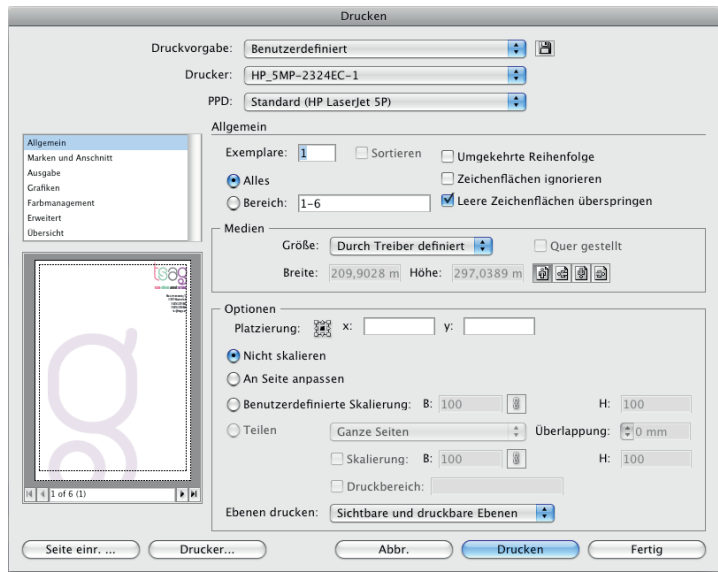 Drucken
Druckvorgabe: Benutzerdefiniert
Drucker: HP_5MP-2324EC-1
PPD: Standard (HP LaserJet 5P)
Allgemein
Marken und Anschnitt
Ausgabe
Grafiken
Farbmanagement
Erweitert
Übersicht
tsag
1 of 6 (1)
Allgemein
Exemplare: 1 Sortieren Umgekehrte Reihenfolge
Alles Zeichenflächen ignorieren
Bereich: 1-6 Leere Zeichenflächen überspringen
Medien
Größe: Durch Treiber definiert Quer gestellt
Breite: 209,9028 m Höhe: 297,0389 m
Optionen
Platzierung: x: y:
Nicht skalieren
An Seite anpassen
Benutzerdefinierte Skalierung: B: 100 H: 100
Teilen Ganze Seiten Überlappung: 0 mm
Skalierung: B: 100 H: 100
Druckbereich:
Ebenen drucken: Sichtbare und druckbare Ebenen
Seite einr. ... Drucker... Abbr. Drucken Fertig